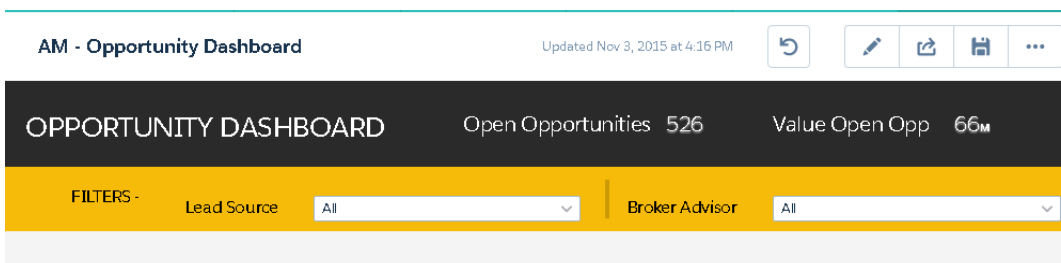 AM - Opportunity Dashboard Updated Nov 3, 2015 at 4:16 PM
OPPORTUNITY DASHBOARD Open Opportunities 526 Value Open Opp 66M
FILTERS - Lead Source All Broker Advisor All